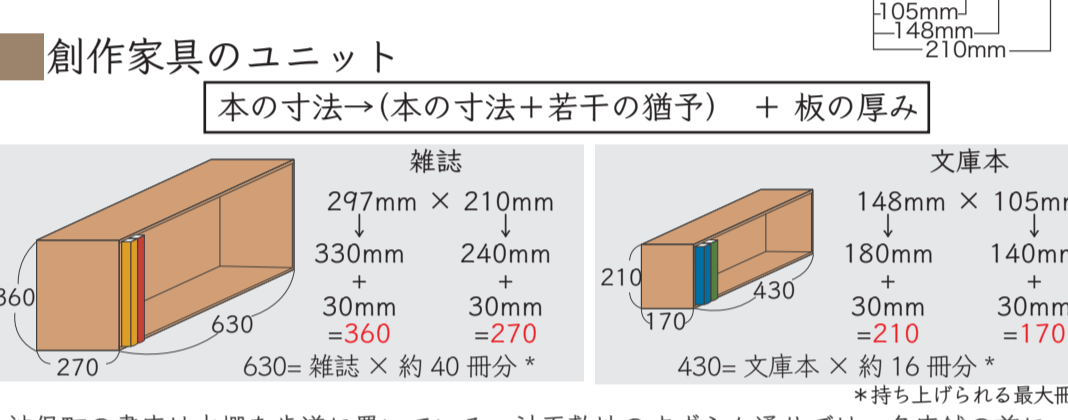 105mm
148mm
210mm
創作家具のユニット
本の寸法→(本の寸法＋若干の猶予)　＋ 板の厚み
雑誌
297mm × 210mm
↓ ↓
330mm 240mm
+ +
30mm 30mm
=360 =270
360
630
270
630= 雑誌 × 約 40 冊分 *
文庫本
148mm × 105mm
↓ ↓
180mm 140mm
+ +
30mm 30mm
=210 =170
210
430
170
430= 文庫本 × 約 16 冊分 *
＊持ち上げられる最大冊